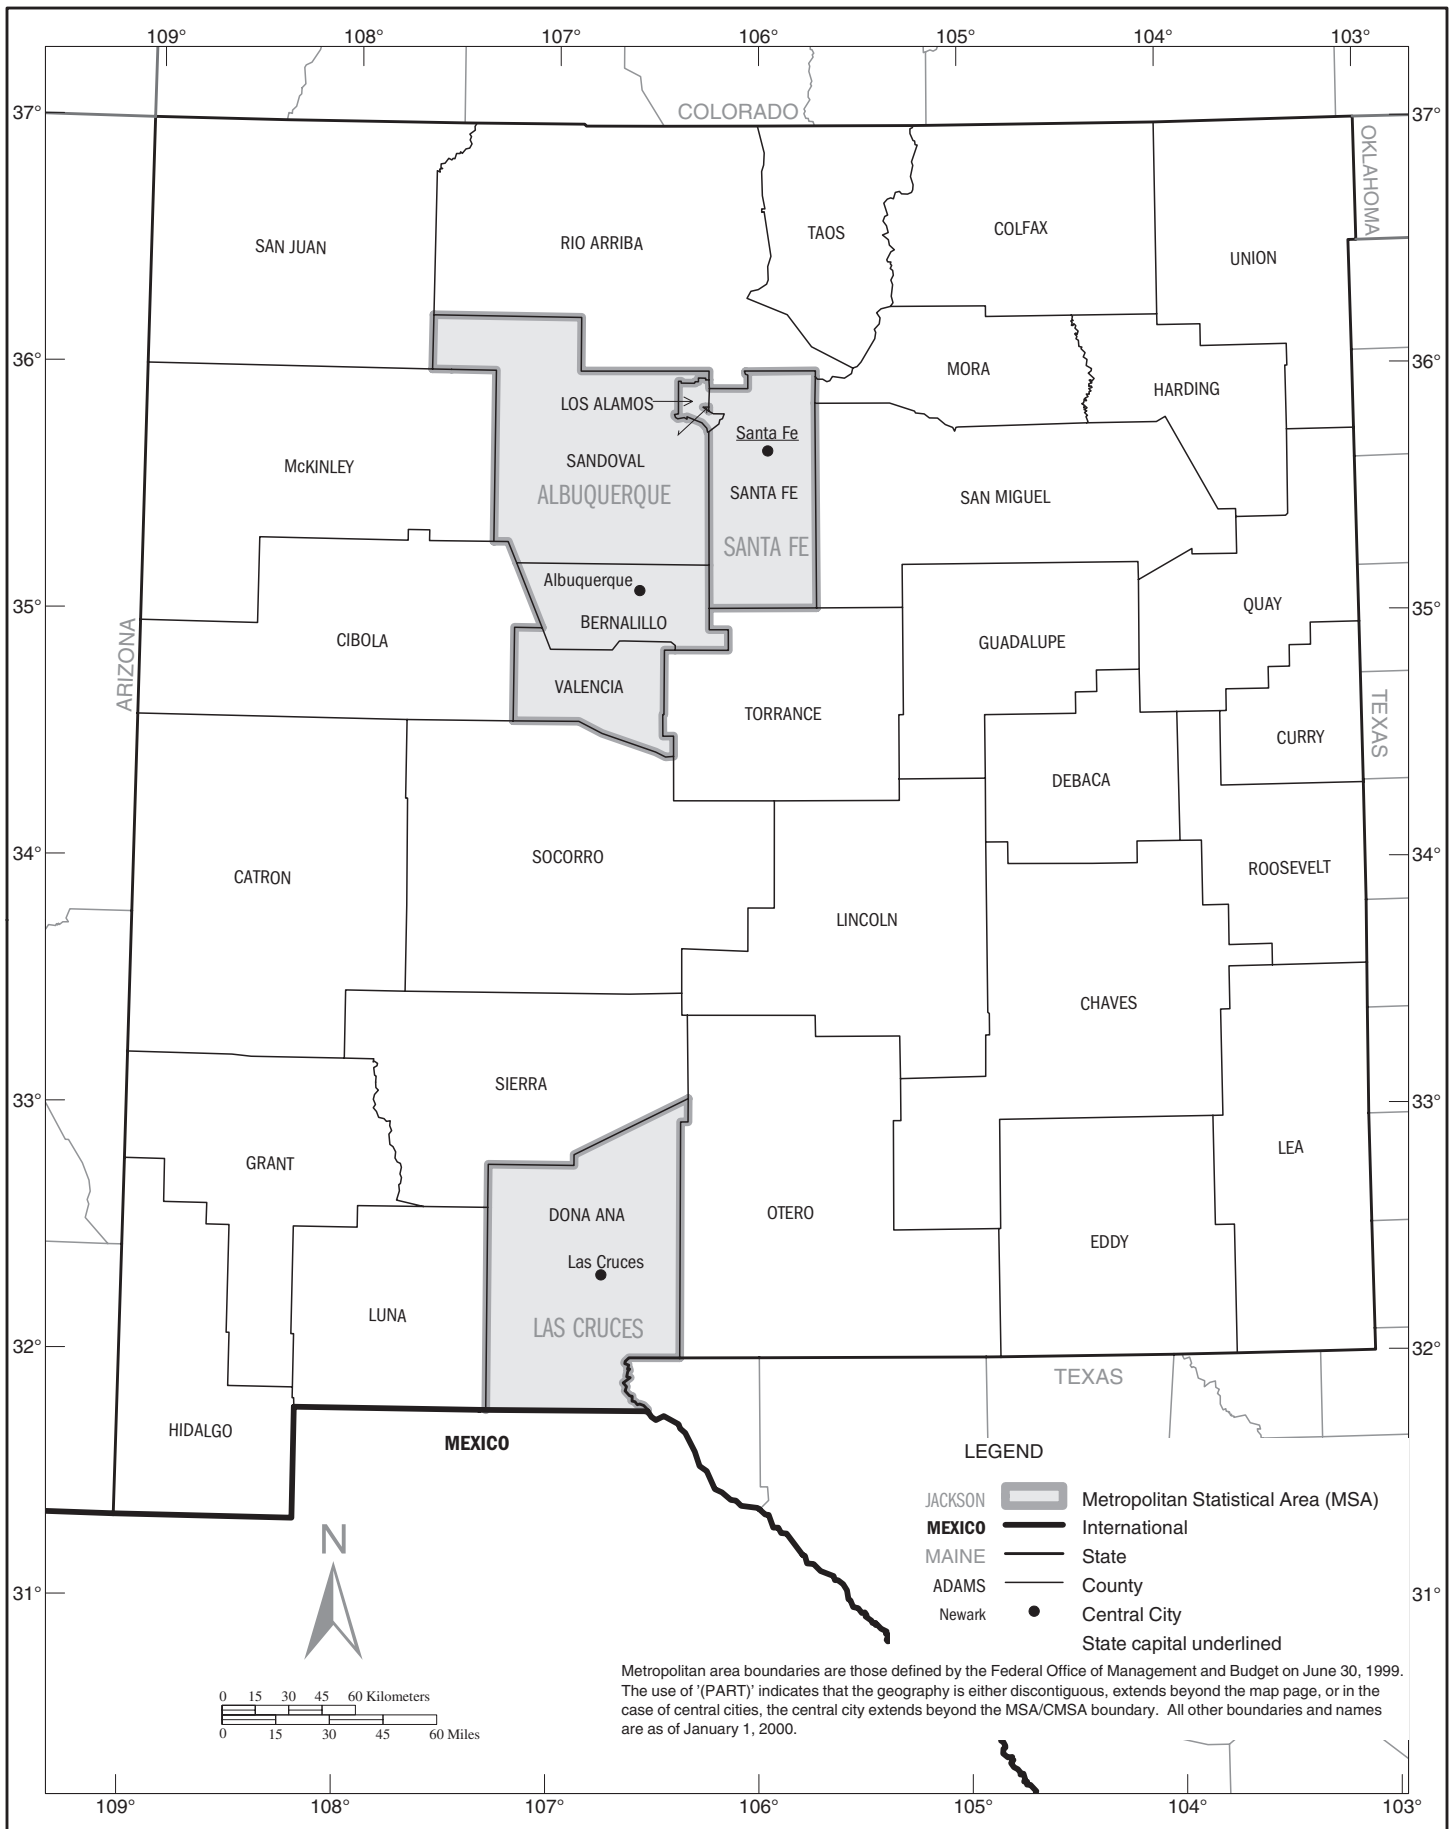 109°
108°
107°
106°
105°
104°
103°
37°
COLORADO
37°
OKLAHOMA
SAN JUAN
RIO ARRIBA
TAOS
COLFAX
UNION
36°
36°
MORA
HARDING
LOS ALAMOS
Santa Fe
McKINLEY
SANDOVAL
ALBUQUERQUE
SANTA FE
SAN MIGUEL
SANTA FE
Albuquerque
35°
35°
QUAY
BERNALILLO
CIBOLA
GUADALUPE
ARIZONA
VALENCIA
TORRANCE
TEXAS
CURRY
DEBACA
34°
34°
SOCORRO
ROOSEVELT
CATRON
LINCOLN
CHAVES
SIERRA
33°
33°
LEA
GRANT
DONA ANA
OTERO
EDDY
Las Cruces
LUNA
LAS CRUCES
32°
32°
TEXAS
HIDALGO
MEXICO
LEGEND
JACKSON Metropolitan Statistical Area (MSA)
MEXICO International
MAINE State
ADAMS County
Newark Central City
State capital underlined
N
31°
31°
Metropolitan area boundaries are those defined by the Federal Office of Management and Budget on June 30, 1999.
The use of '(PART)' indicates that the geography is either discontiguous, extends beyond the map page, or in the
case of central cities, the central city extends beyond the MSA/CMSA boundary. All other boundaries and names
are as of January 1, 2000.
0 15 30 45 60 Kilometers
0 15 30 45 60 Miles
109°
108°
107°
106°
105°
104°
103°